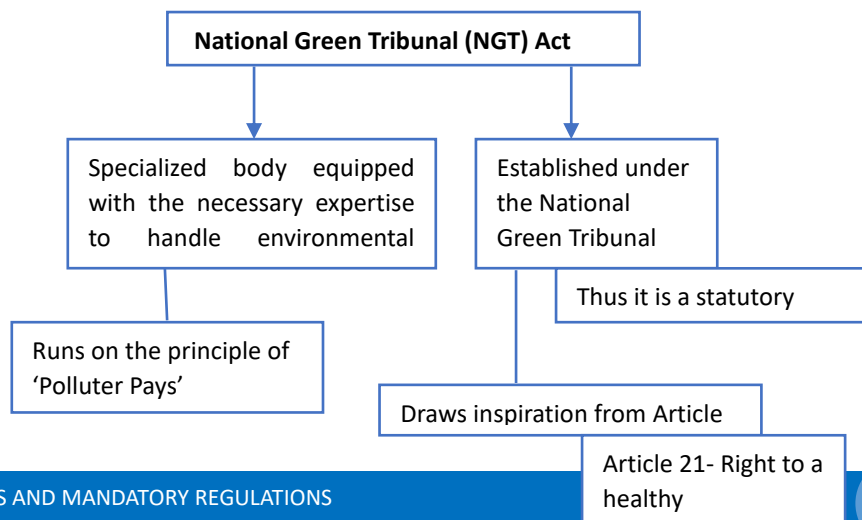 National Green Tribunal (NGT) Act
Specialized body equipped
with the necessary expertise
to handle environmental
Established under
the National
Green Tribunal
Thus it is a statutory
Runs on the principle of
‘Polluter Pays’
Draws inspiration from Article
Article 21- Right to a
healthy
S AND MANDATORY REGULATIONS